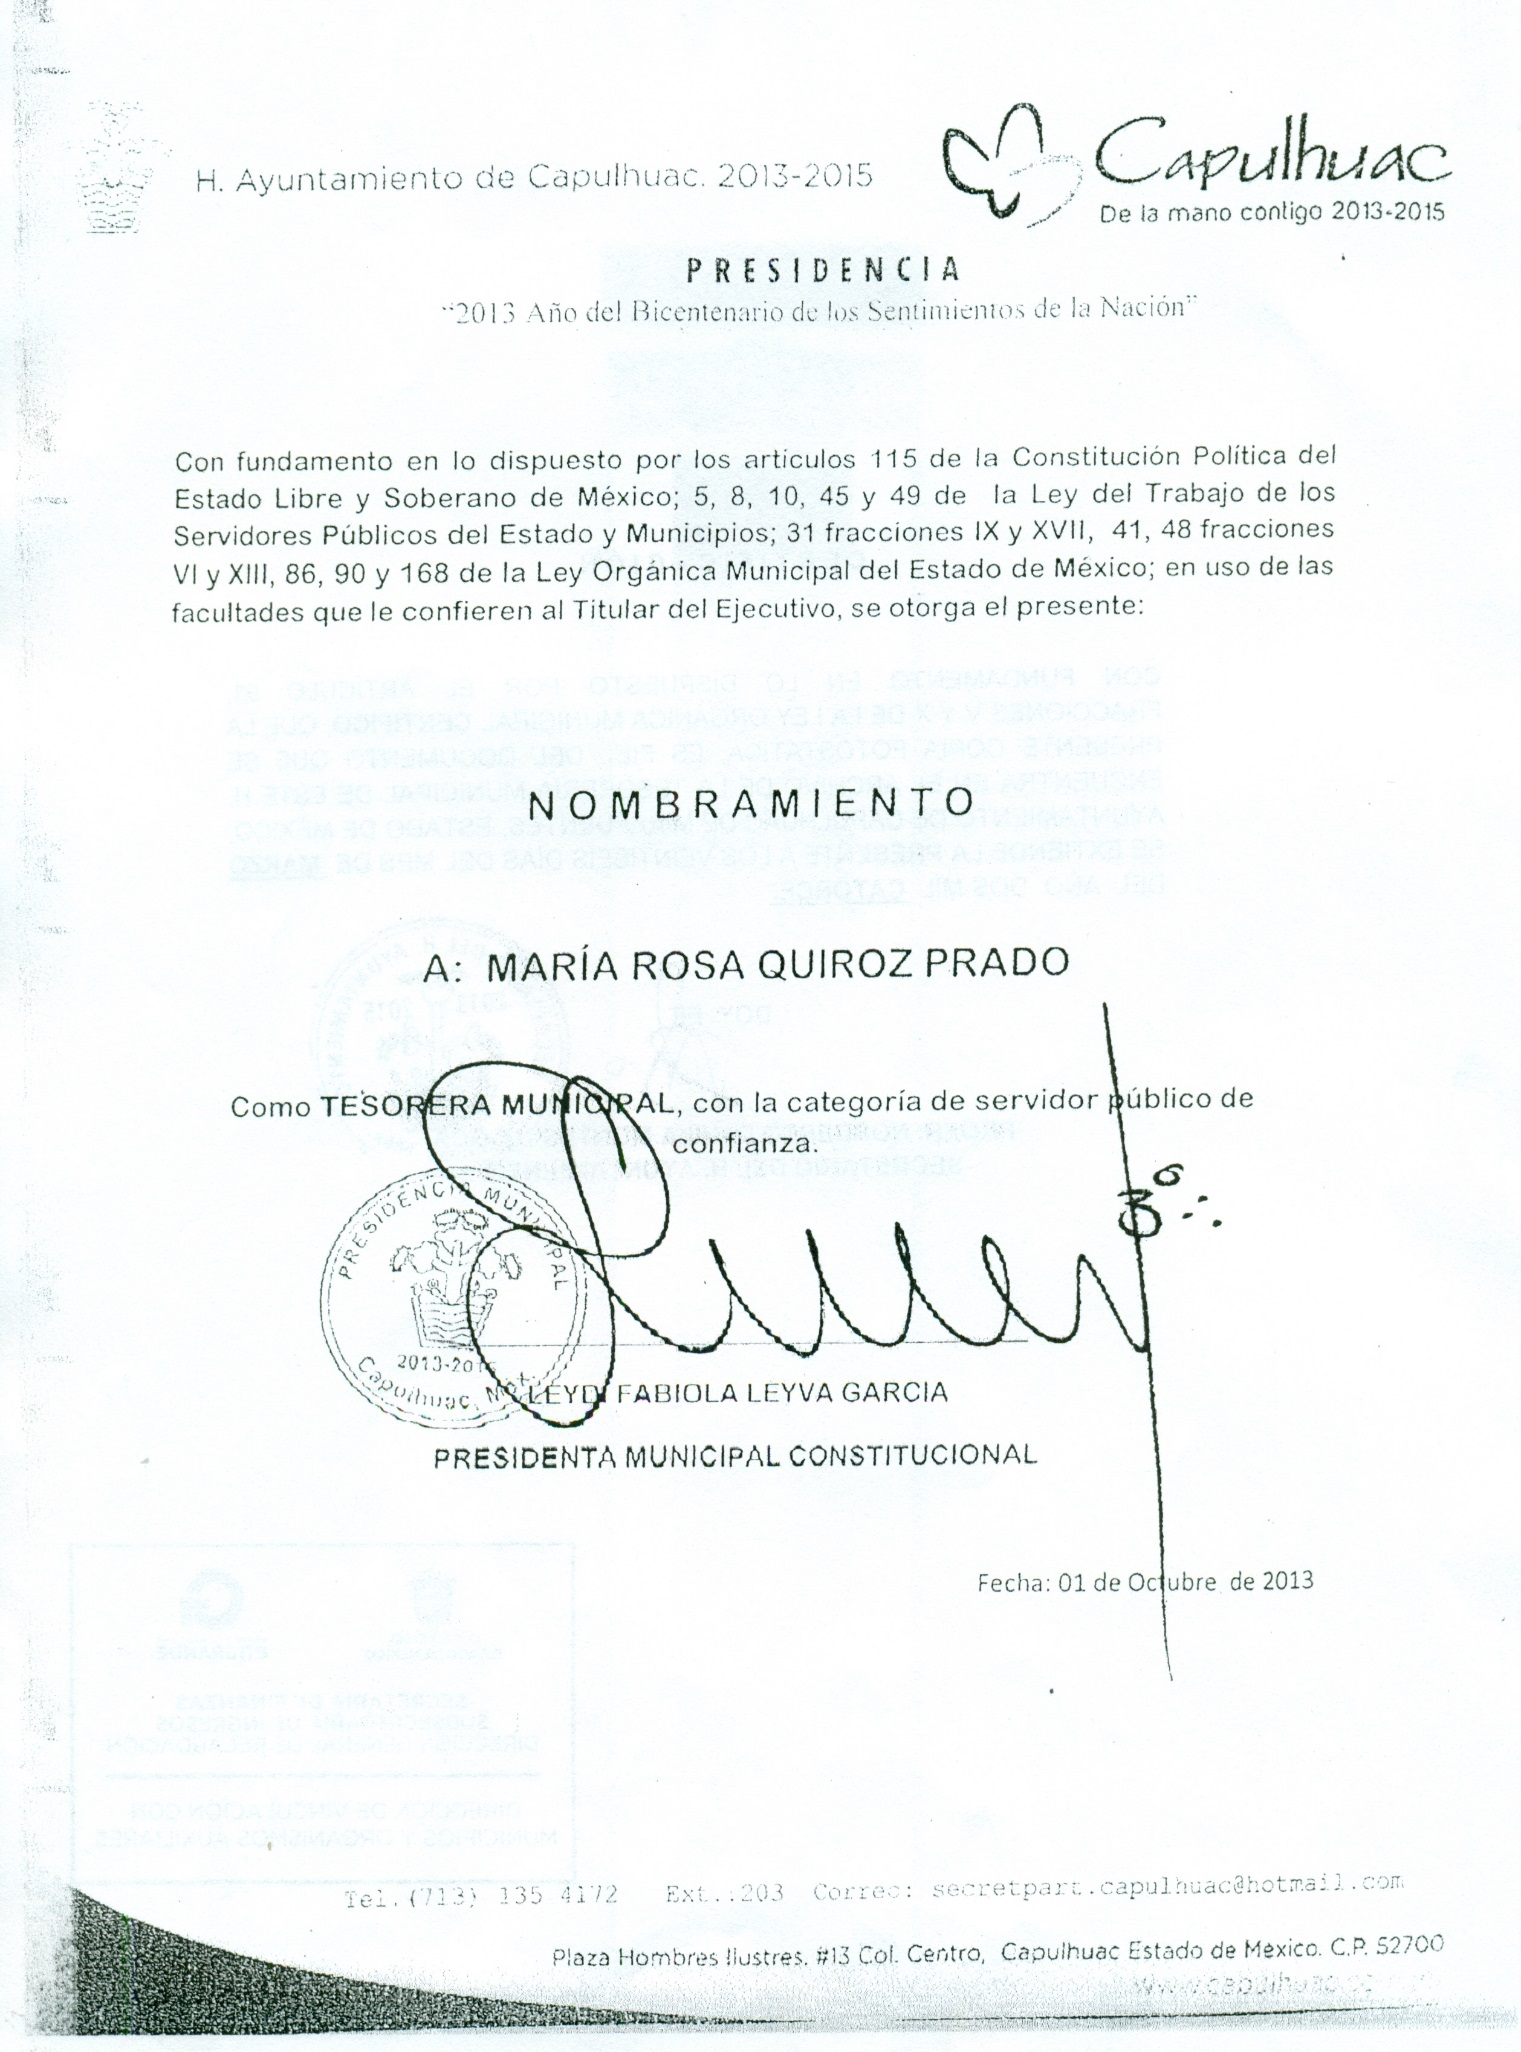 H. Ayuntamiento de Capulhuac. 2013-2015
Capulhuac
De la mano contigo 2013-2015
PRESIDENCIA
"2013 Año del Bicentenario de los Sentimientos de la Nación"
Con fundamento en lo dispuesto por los artículos 115 de la Constitución Política del
Estado Libre y Soberano de México; 5, 8, 10, 45 y 49 de la Ley del Trabajo de los
Servidores Públicos del Estado y Municipios; 31 fracciones IX y XVII, 41, 48 fracciones
VI y XIII, 86, 90 y 168 de la Ley Orgánica Municipal del Estado de México; en uso de las
facultades que le confieren al Titular del Ejecutivo, se otorga el presente:
NOMBRAMIENTO
A: MARÍA ROSA QUIROZ PRADO
Como TESORERA MUNICIPAL, con la categoría de servidor público de
confianza.
PRESIDENCIA MUNICIPAL
2013-2015
Capulhuac, Méx.
LEYDI FABIOLA LEYVA GARCIA
PRESIDENTA MUNICIPAL CONSTITUCIONAL
Fecha: 01 de Octubre de 2013
Tel. (713) 135 4172 Ext.:203 Correo: secretpart.capulhuac@hotmail.com
Plaza Hombres Ilustres. #13 Col. Centro, Capulhuac Estado de Mexico. C.P. 52700